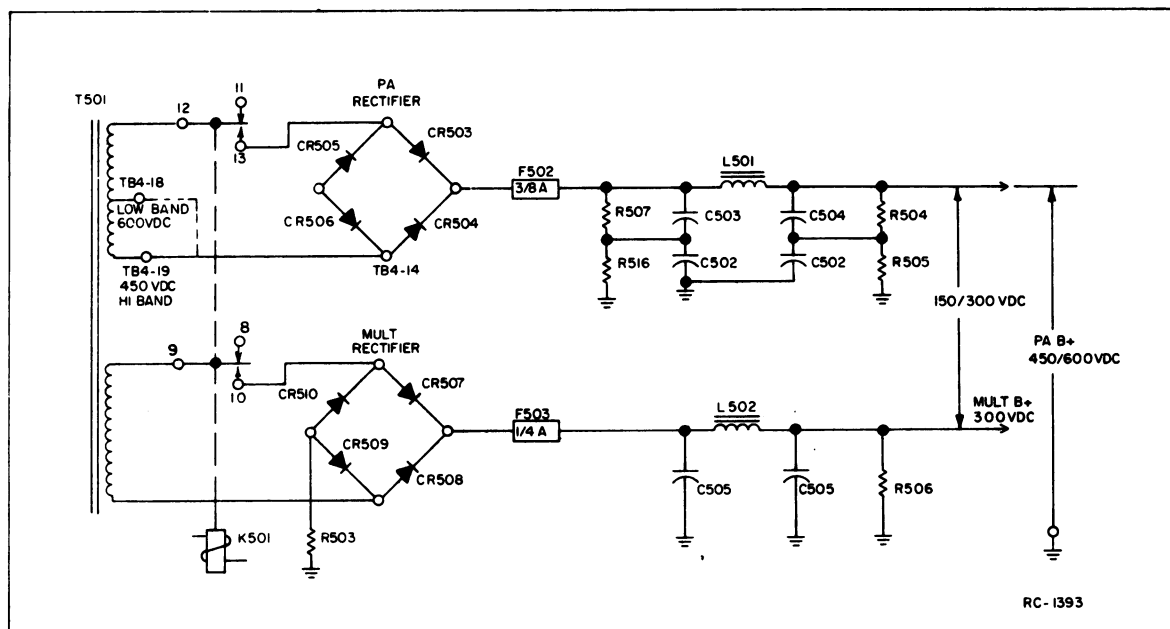 T501
12
11
13
PA
RECTIFIER
CR505
CR503
CR506
CR504
TB4-18
LOW BAND
600VDC
TB4-19
450 VDC
HI BAND
TB4-14
F502
3/8 A
L501
R507
C503
C504
R504
R516
C502
C502
R505
150/300 VDC
PA B+
450/600VDC
9
8
10
MULT
RECTIFIER
CR510
CR507
CR509
CR508
F503
1/4 A
L502
MULT B+
300VDC
C505
C505
R506
K501
R503
RC-1393